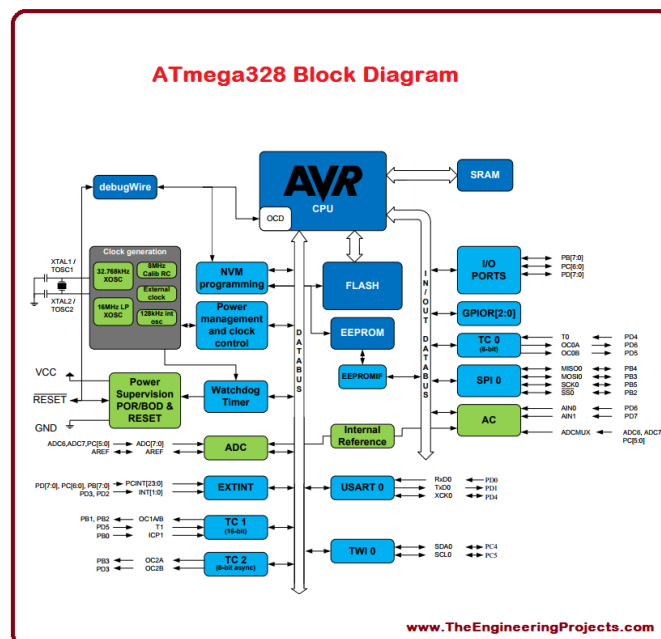 ATmega328 Block Diagram
AVR
CPU
OCD
SRAM
debugWire
Clock generation
XTAL1 /
TOSC1
XTAL2 /
TOSC2
32.768kHz
XOSC
8MHz
Calib RC
External
clock
16MHz LP
XOSC
128kHz int
osc
NVM
programming
Power
management
and clock
control
FLASH
EEPROM
EEPROMIF
DATABUS
IN/OUT DATABUS
I/O
PORTS
PB[7:0]
PC[6:0]
PD[7:0]
GPIOR[2:0]
TC 0
(8-bit)
T0 PD4
OC0A PD6
OC0B PD5
SPI 0
MISO0 PB4
MOSI0 PB3
SCK0 PB5
SS0 PB2
AC
AIN0 PD6
AIN1 PD7
ADCMUX ADC6, ADC7
PC[5:0]
VCC
RESET
GND
Power
Supervision
POR/BOD &
RESET
Watchdog
Timer
Internal
Reference
ADC6,ADC7,PC[5:0] ADC[7:0]
AREF AREF
ADC
PD[7:0], PC[6:0], PB[7:0] PCINT[23:0]
PD3, PD2 INT[1:0]
EXTINT
USART 0
RxD0 PD0
TxD0 PD1
XCK0 PD4
PB1, PB2 OC1A/B
PD5 T1
PB0 ICP1
TC 1
(16-bit)
PB3 OC2A
PD3 OC2B
TC 2
(8-bit async)
TWI 0
SDA0 PC4
SCL0 PC5
www.TheEngineeringProjects.com